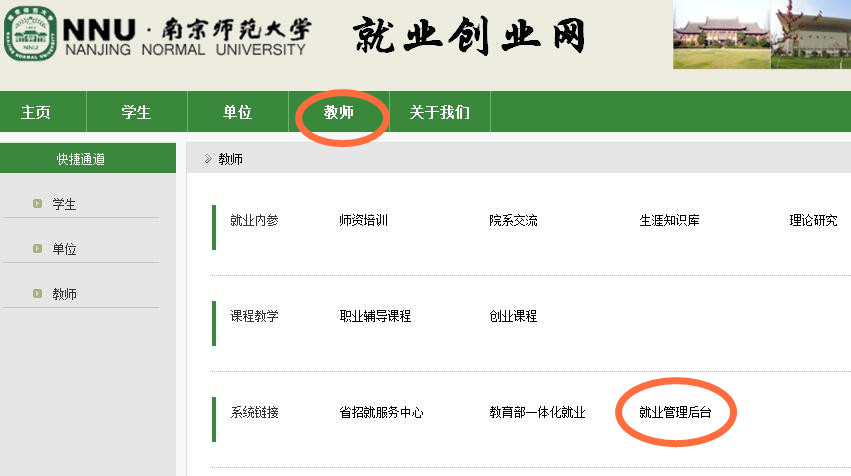 NNU·南京师范大学 就业创业网
NANJING NORMAL UNIVERSITY
主页 学生 单位 教师 关于我们
快捷通道
学生
单位
教师
教师
就业内参 师资培训 院系交流 生涯知识库 理论研究
课程教学 职业辅导课程 创业课程
系统链接 省招就服务中心 教育部一体化就业 就业管理后台